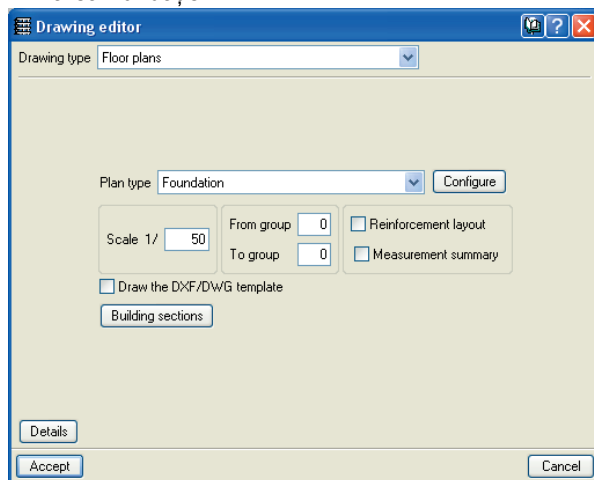 Drawing editor
Drawing type Floor plans
Plan type Foundation Configure
Scale 1/ 50
From group 0
To group 0
Reinforcement layout
Measurement summary
Draw the DXF/DWG template
Building sections
Details
Accept Cancel